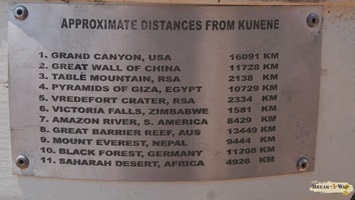 APPROXIMATE DISTANCES FROM KUNENE
1. GRAND CANYON, USA 16091 KM
2. GREAT WALL OF CHINA 11728 KM
3. TABLE MOUNTAIN, RSA 2138 KM
4. PYRAMIDS OF GIZA, EGYPT 10729 KM
5. VREDEFORT CRATER, RSA 2334 KM
6. VICTORIA FALLS, ZIMBABWE 1581 KM
7. AMAZON RIVER, S. AMERICA 8429 KM
8. GREAT BARRIER REEF, AUS 13449 KM
9. MOUNT EVEREST, NEPAL 9444 KM
10. BLACK FOREST, GERMANY 11208 KM
11. SAHARAH DESERT, AFRICA 4926 KM
BREAK-A-WAY